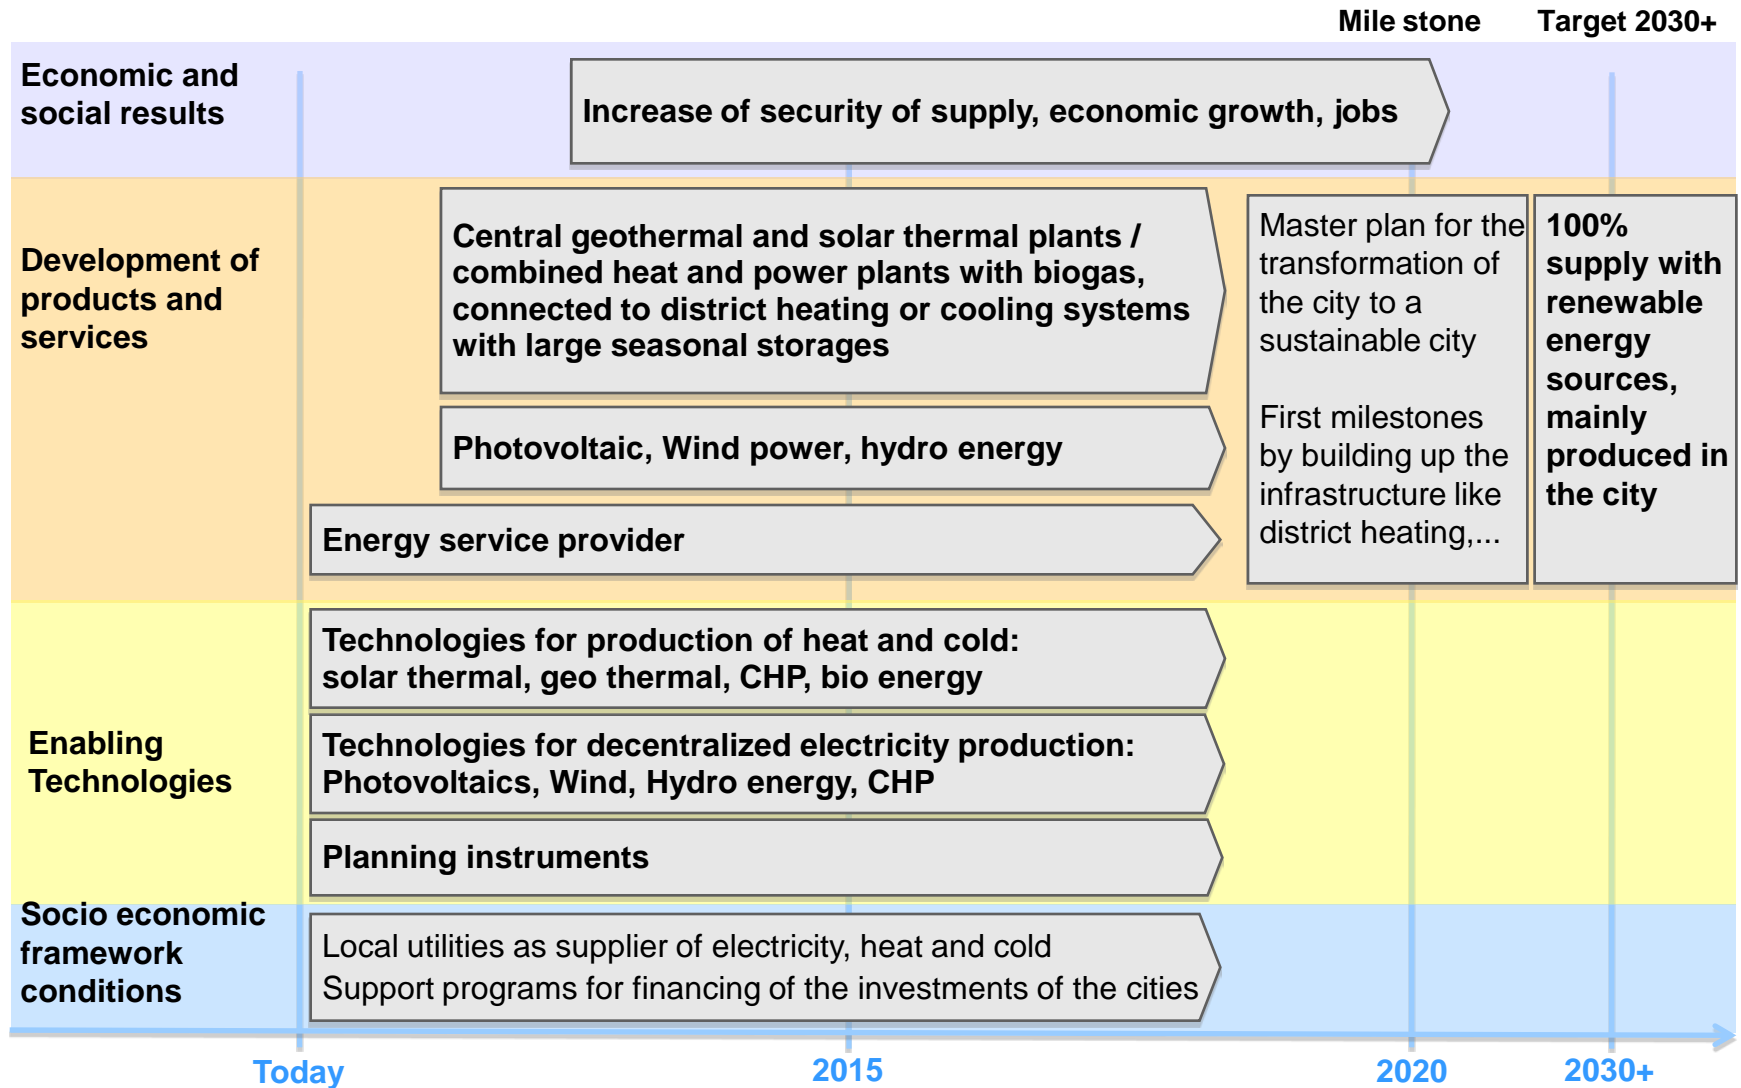 Mile stone
Target 2030+
Economic and
social results
Increase of security of supply, economic growth, jobs
Development of
products and
services
Central geothermal and solar thermal plants /
combined heat and power plants with biogas,
connected to district heating or cooling systems
with large seasonal storages
Photovoltaic, Wind power, hydro energy
Energy service provider
Master plan for the
transformation of
the city to a
sustainable city
First milestones
by building up the
infrastructure like
district heating,...
100%
supply with
renewable
energy
sources,
mainly
produced in
the city
Enabling
Technologies
Technologies for production of heat and cold:
solar thermal, geo thermal, CHP, bio energy
Technologies for decentralized electricity production:
Photovoltaics, Wind, Hydro energy, CHP
Planning instruments
Socio economic
framework
conditions
Local utilities as supplier of electricity, heat and cold
Support programs for financing of the investments of the cities
Today
2015
2020
2030+